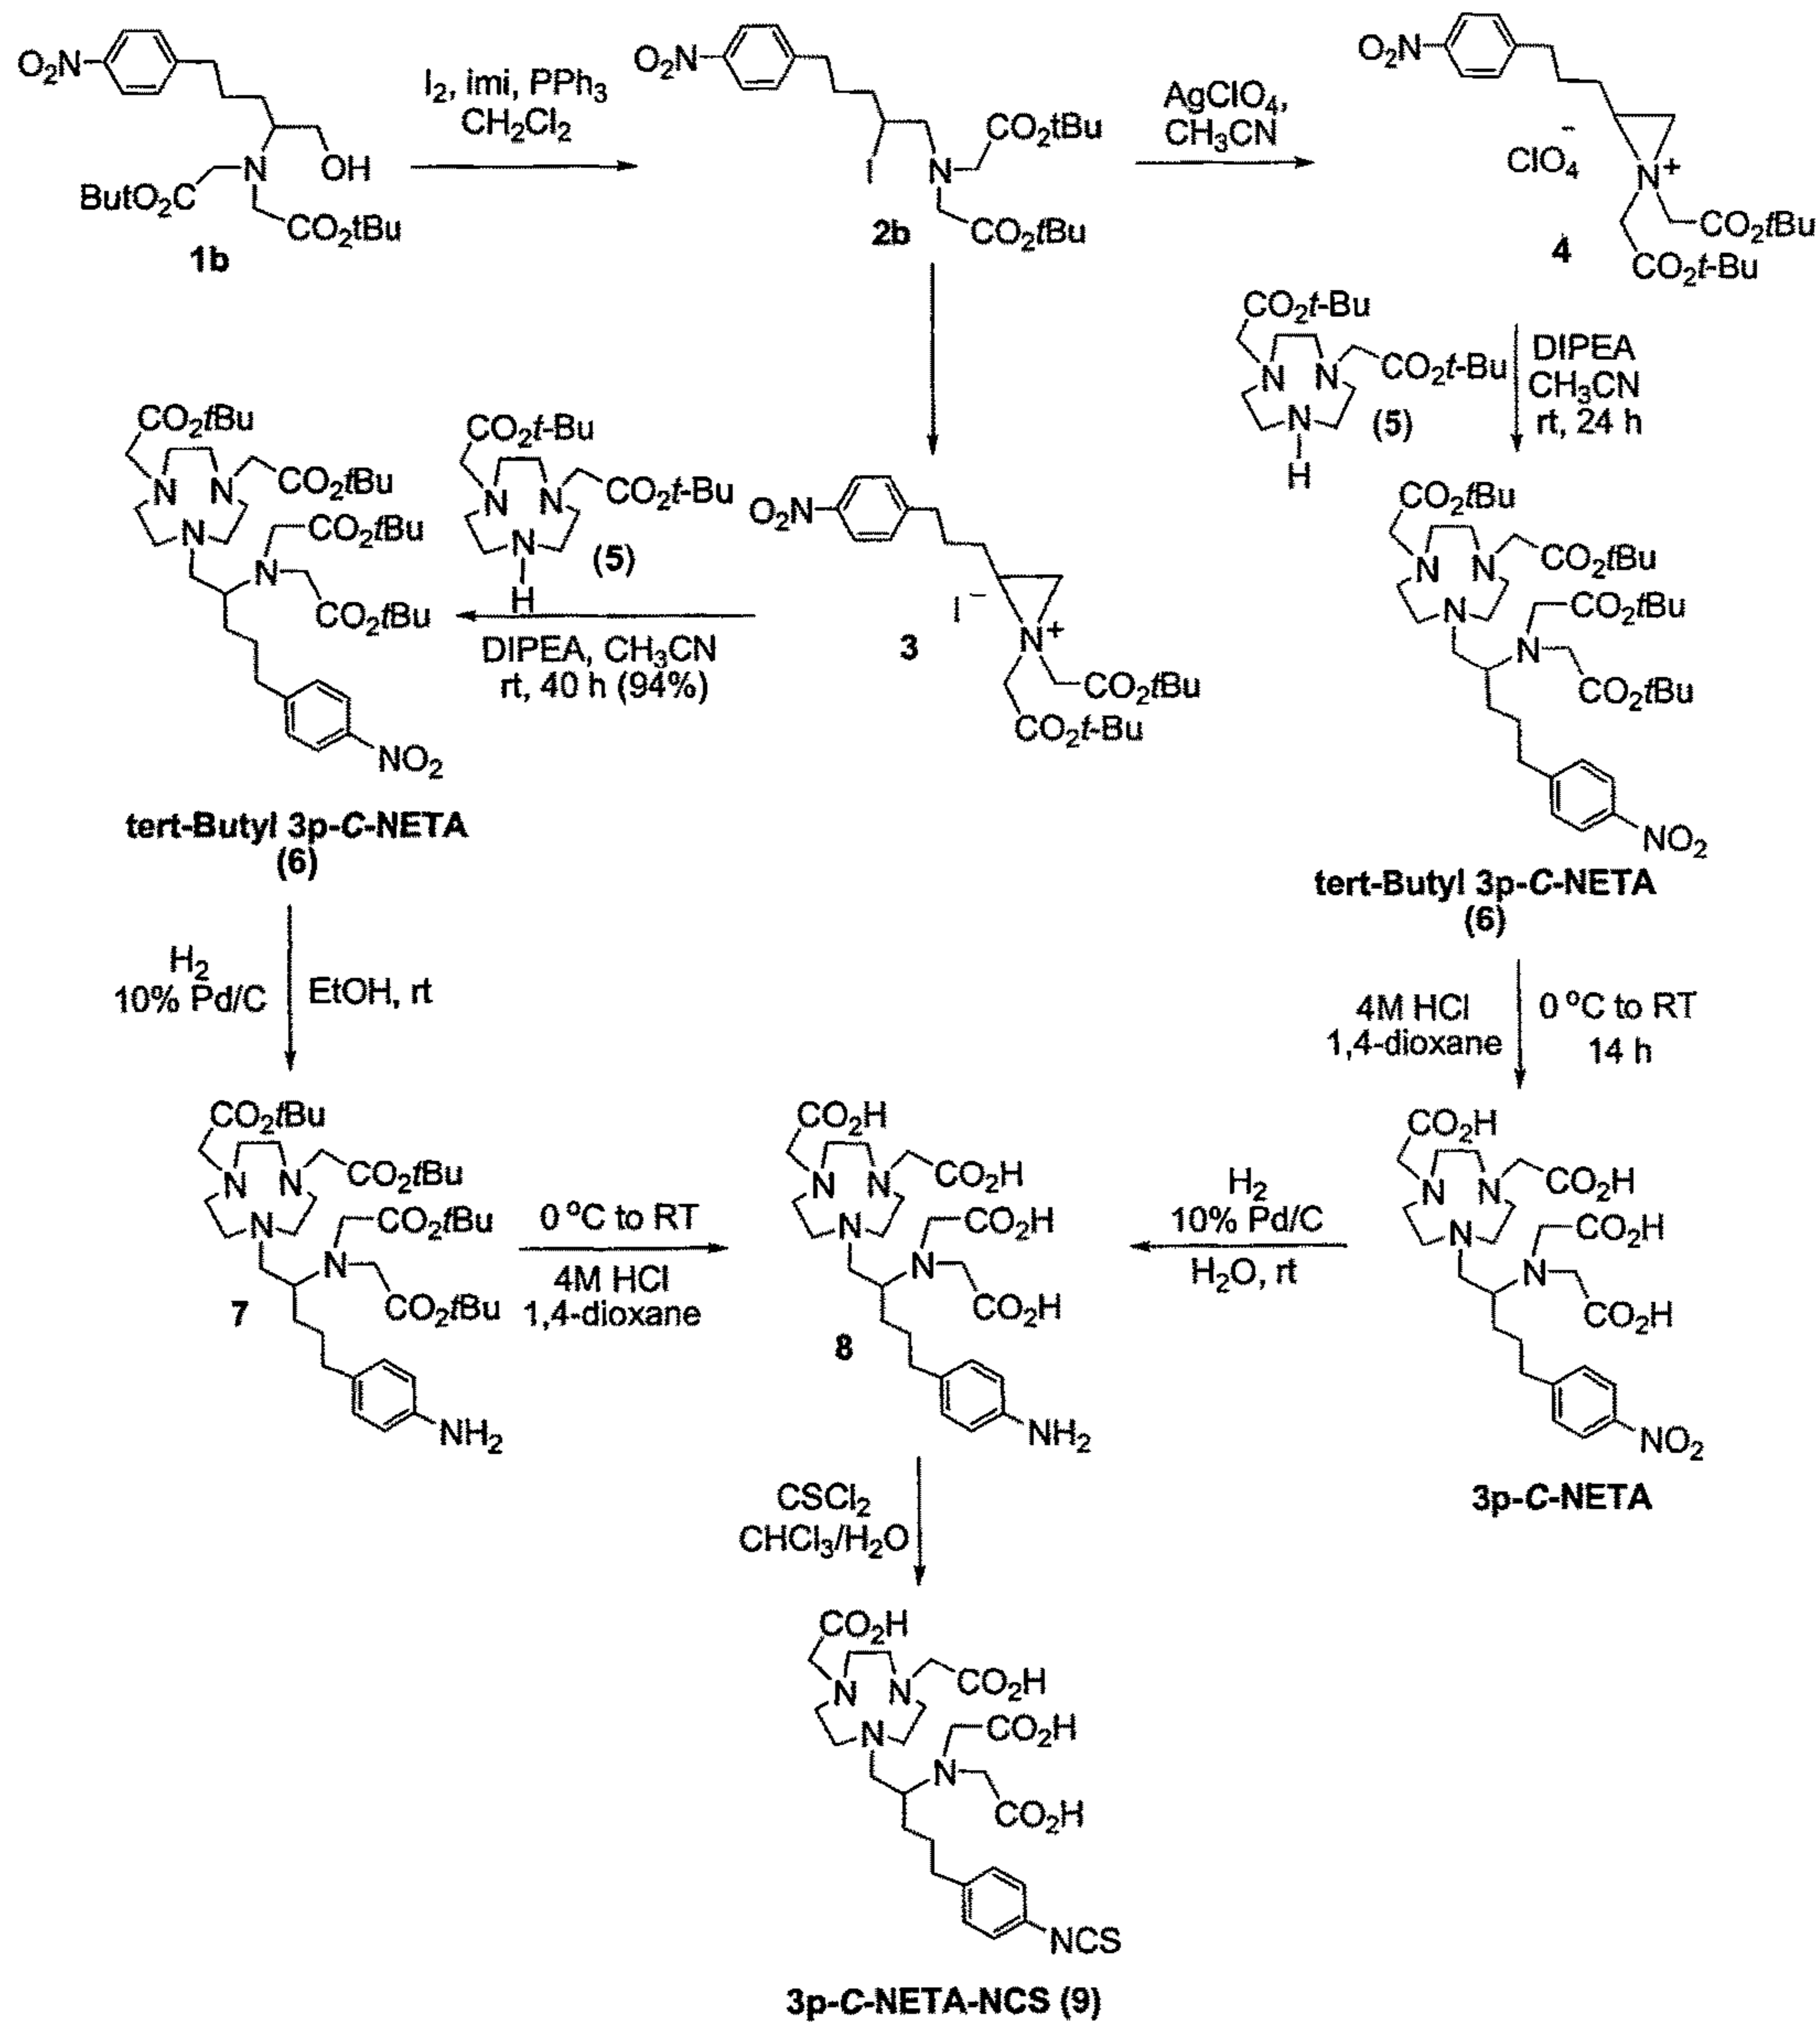 O2N
OH
N
ButO2C
CO2tBu
1b
I2, imi, PPh3
CH2Cl2
O2N
I
N
CO2tBu
CO2tBu
2b
AgClO4,
CH3CN
O2N
ClO4
−
N+
CO2tBu
CO2t-Bu
4
CO2t-Bu
N
N
CO2t-Bu
N
H
(5)
DIPEA
CH3CN
rt, 24 h
CO2tBu
N
N
CO2tBu
N
N
CO2tBu
CO2tBu
NO2
tert-Butyl 3p-C-NETA
(6)
CO2t-Bu
N
N
CO2t-Bu
N
H
(5)
DIPEA, CH3CN
rt, 40 h (94%)
O2N
I−
N+
CO2tBu
CO2t-Bu
3
CO2tBu
N
N
CO2tBu
N
N
CO2tBu
CO2tBu
NO2
tert-Butyl 3p-C-NETA
(6)
H2
10% Pd/C
EtOH, rt
4M HCl
1,4-dioxane
0 °C to RT
14 h
CO2tBu
N
N
CO2tBu
N
N
CO2tBu
CO2tBu
7
NH2
0 °C to RT
4M HCl
1,4-dioxane
CO2H
N
N
CO2H
N
N
CO2H
CO2H
8
NH2
H2
10% Pd/C
H2O, rt
CO2H
N
N
CO2H
N
N
CO2H
CO2H
NO2
3p-C-NETA
CSCl2
CHCl3/H2O
CO2H
N
N
CO2H
N
N
CO2H
CO2H
NCS
3p-C-NETA-NCS (9)